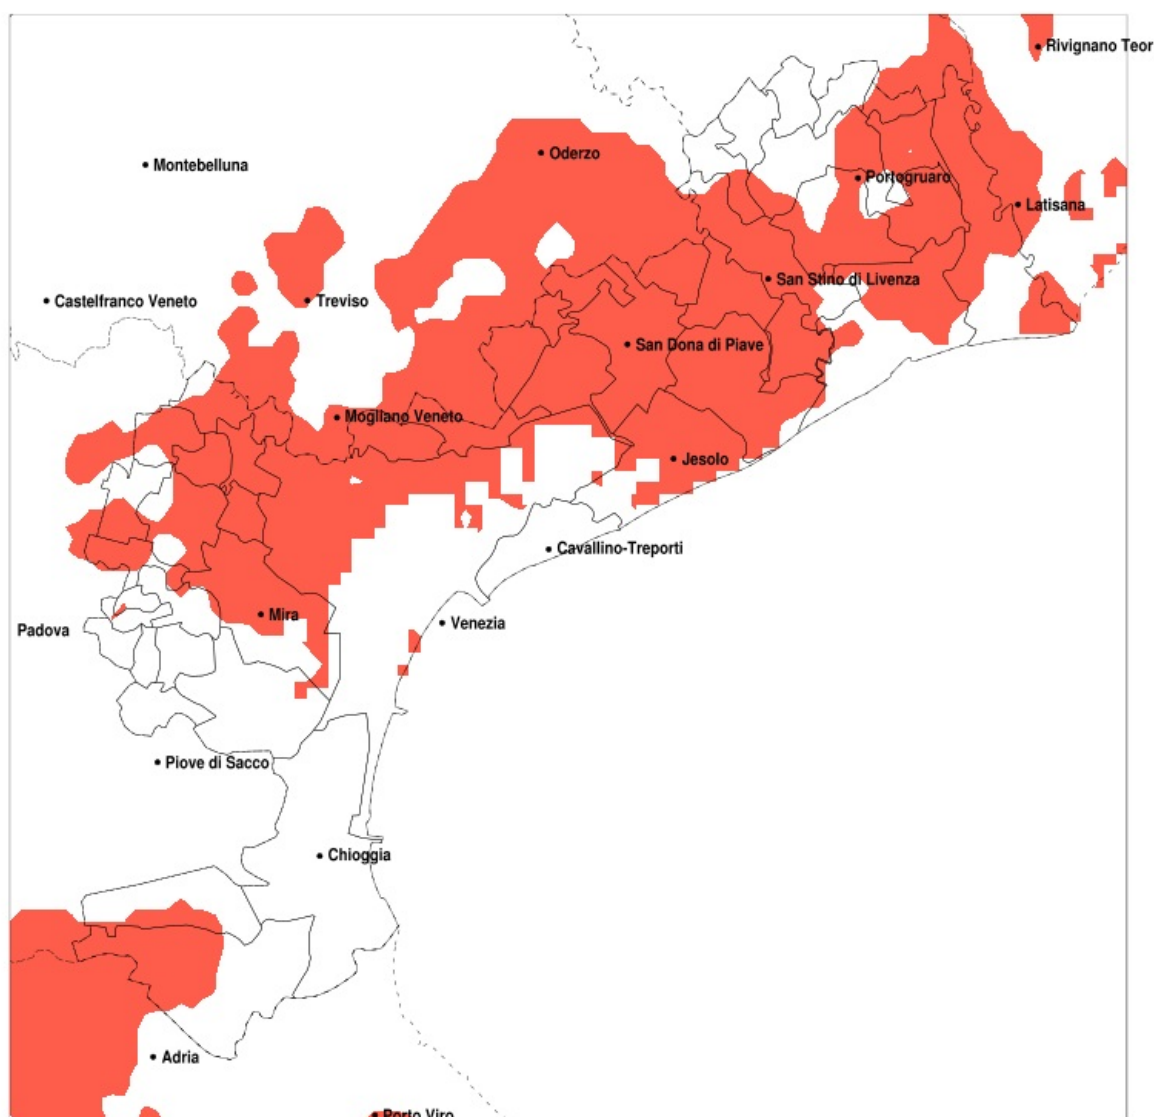 Rivignano Teor
Oderzo
Montebelluna
Portogruaro
Latisana
San Stino di Livenza
Castelfranco Veneto
Treviso
San Dona di Piave
Mogliano Veneto
Jesolo
Cavallino-Treporti
Mira
Venezia
Padova
Piove di Sacco
Chioggia
Adria
Porto Viro